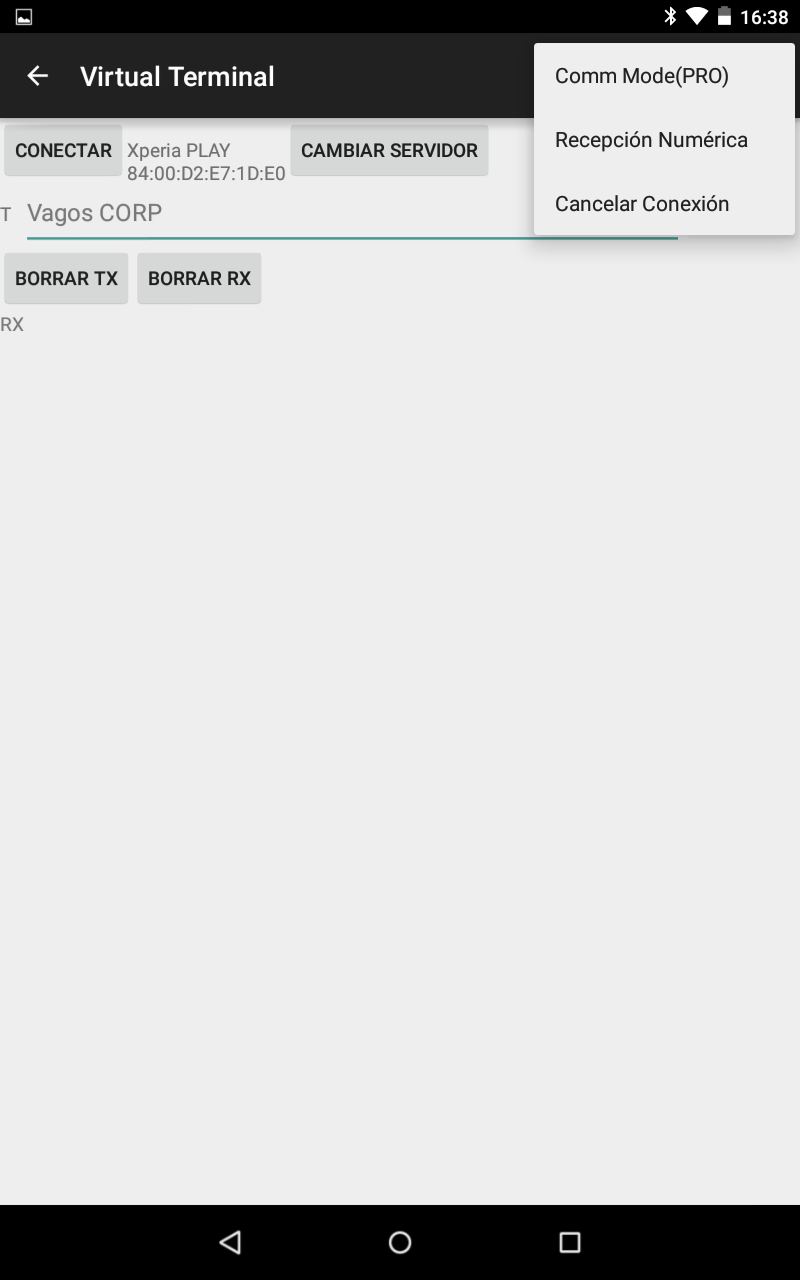 16:38
Virtual Terminal
Comm Mode(PRO)
Recepción Numérica
Cancelar Conexión
CONECTAR
Xperia PLAY
84:00:D2:E7:1D:E0
CAMBIAR SERVIDOR
T
Vagos CORP
BORRAR TX
BORRAR RX
RX